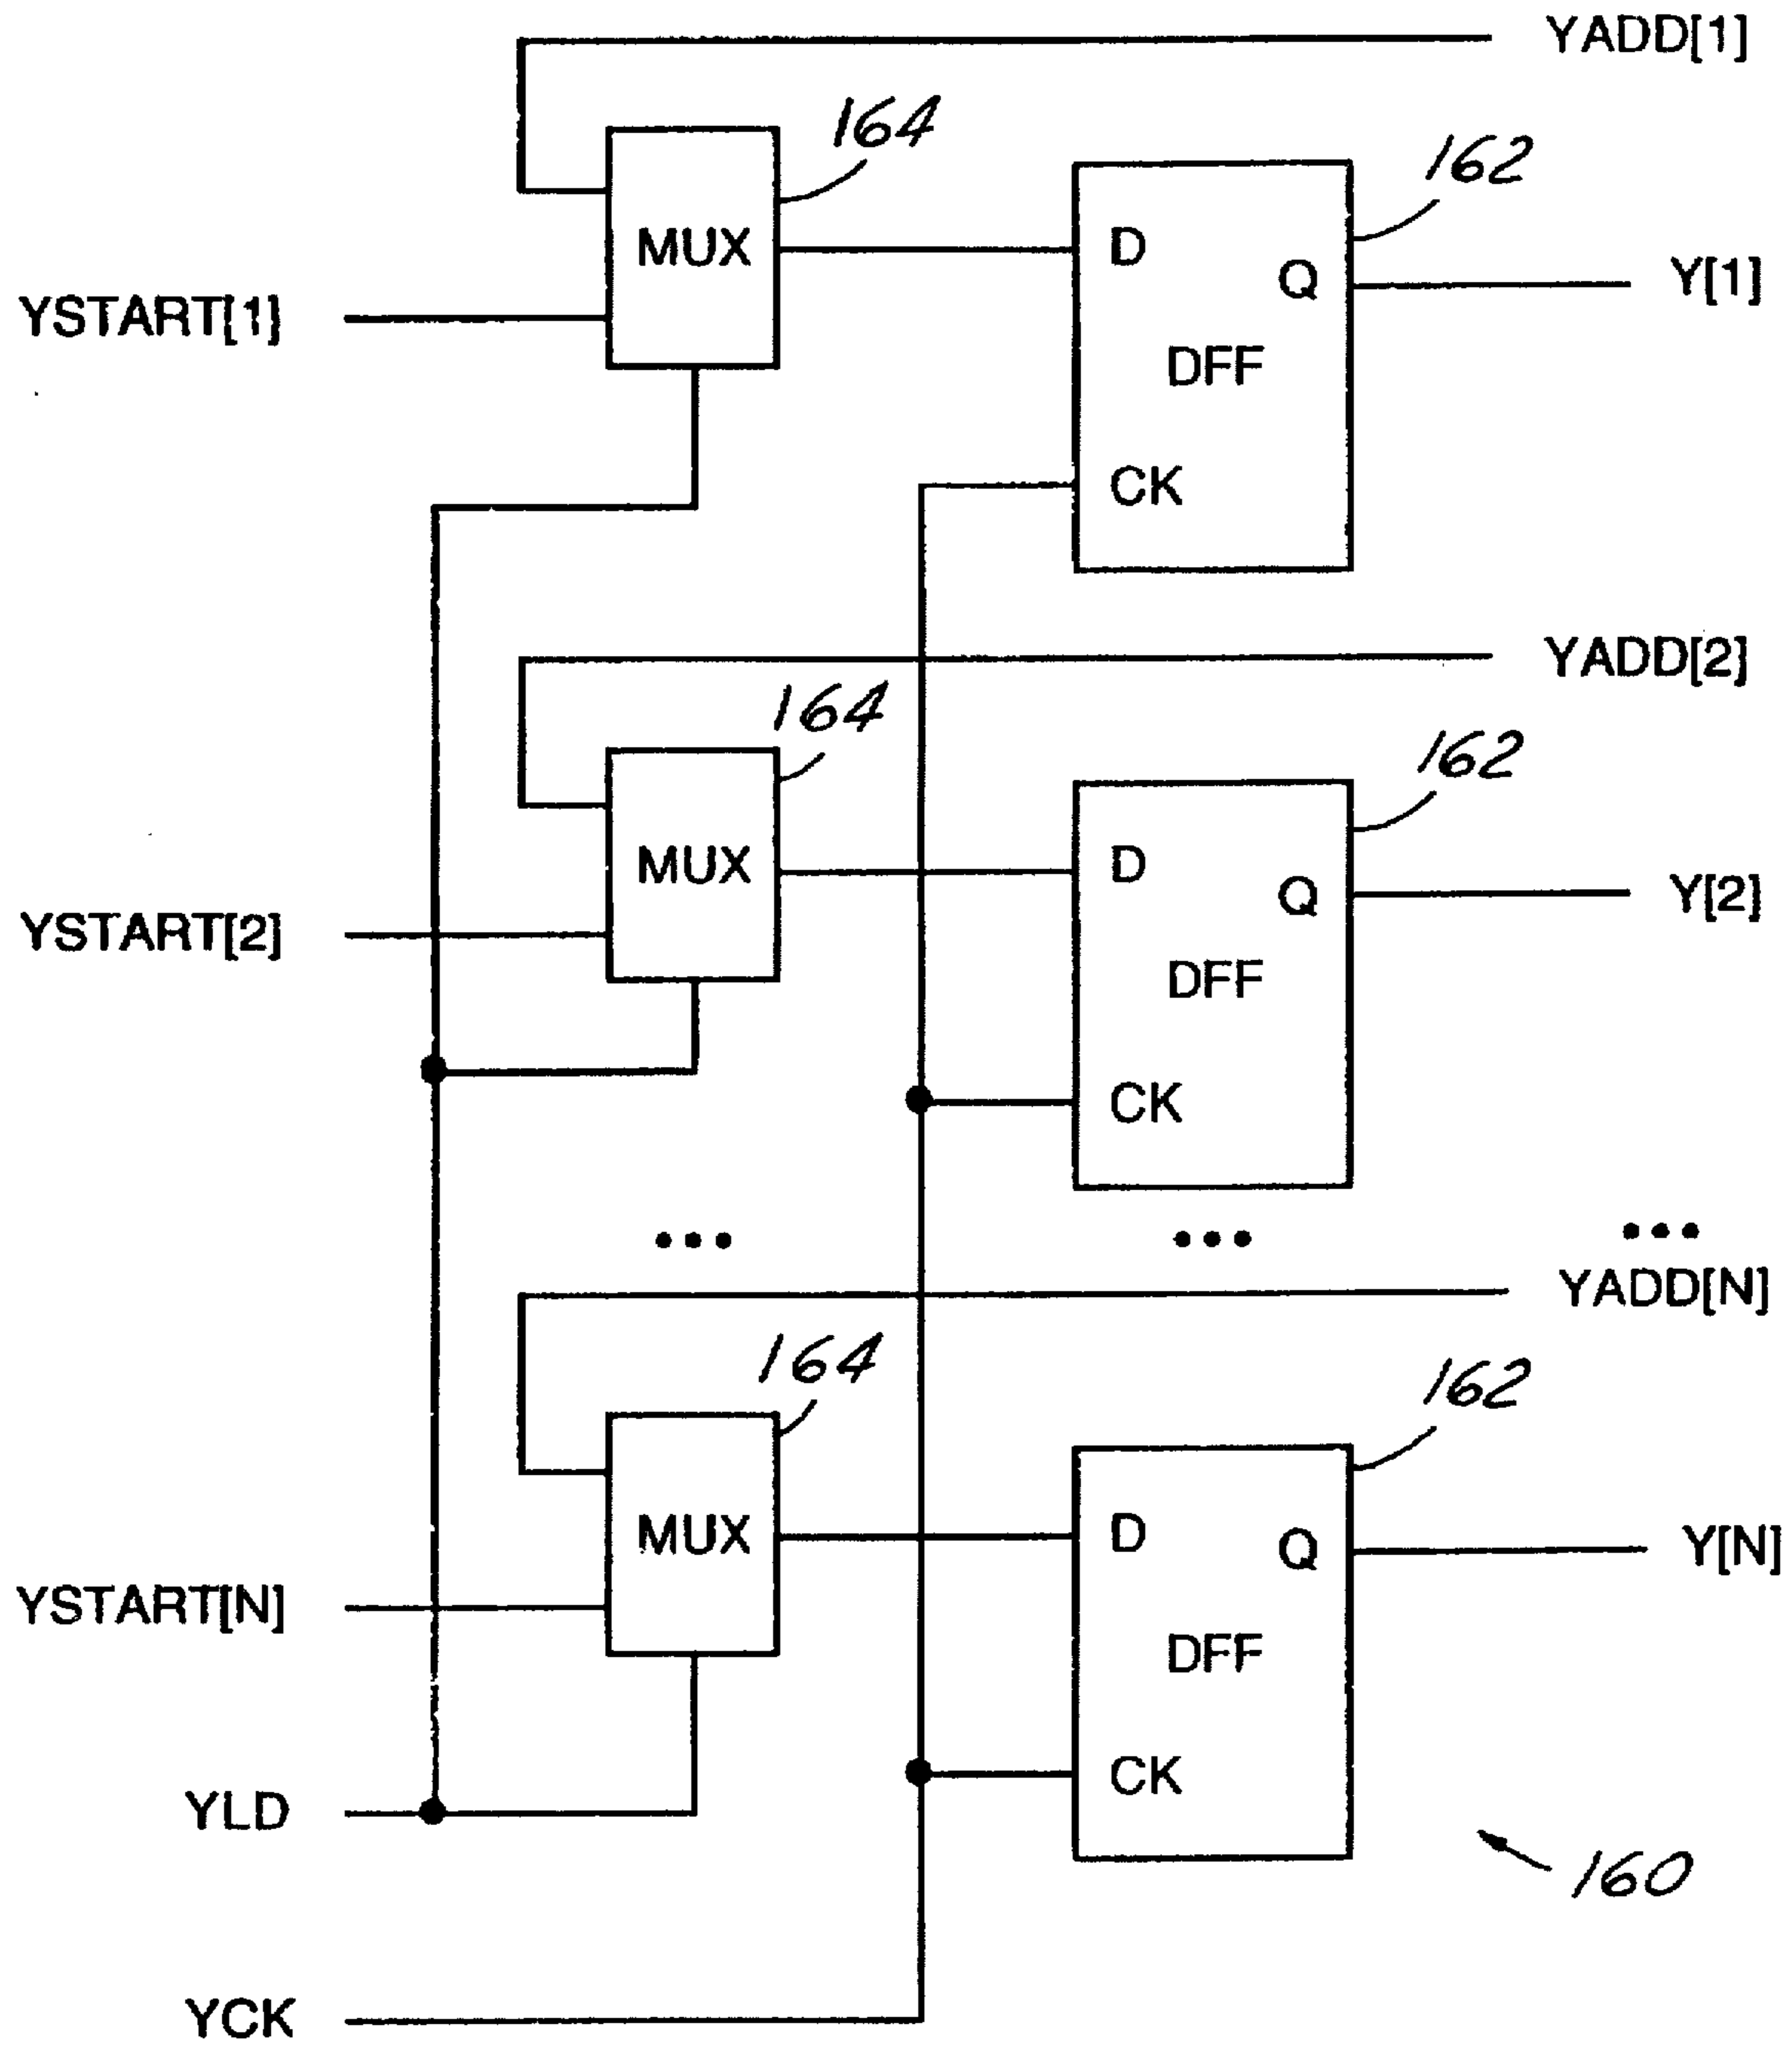 YADD[1]
164
162
MUX
D
Q
Y[1]
YSTART[1]
DFF
CK
YADD[2]
164
162
MUX
D
Q
Y[2]
YSTART[2]
DFF
CK
... ... ...
YADD[N]
164
162
MUX
D
Q
Y[N]
YSTART[N]
DFF
CK
YLD
160
YCK